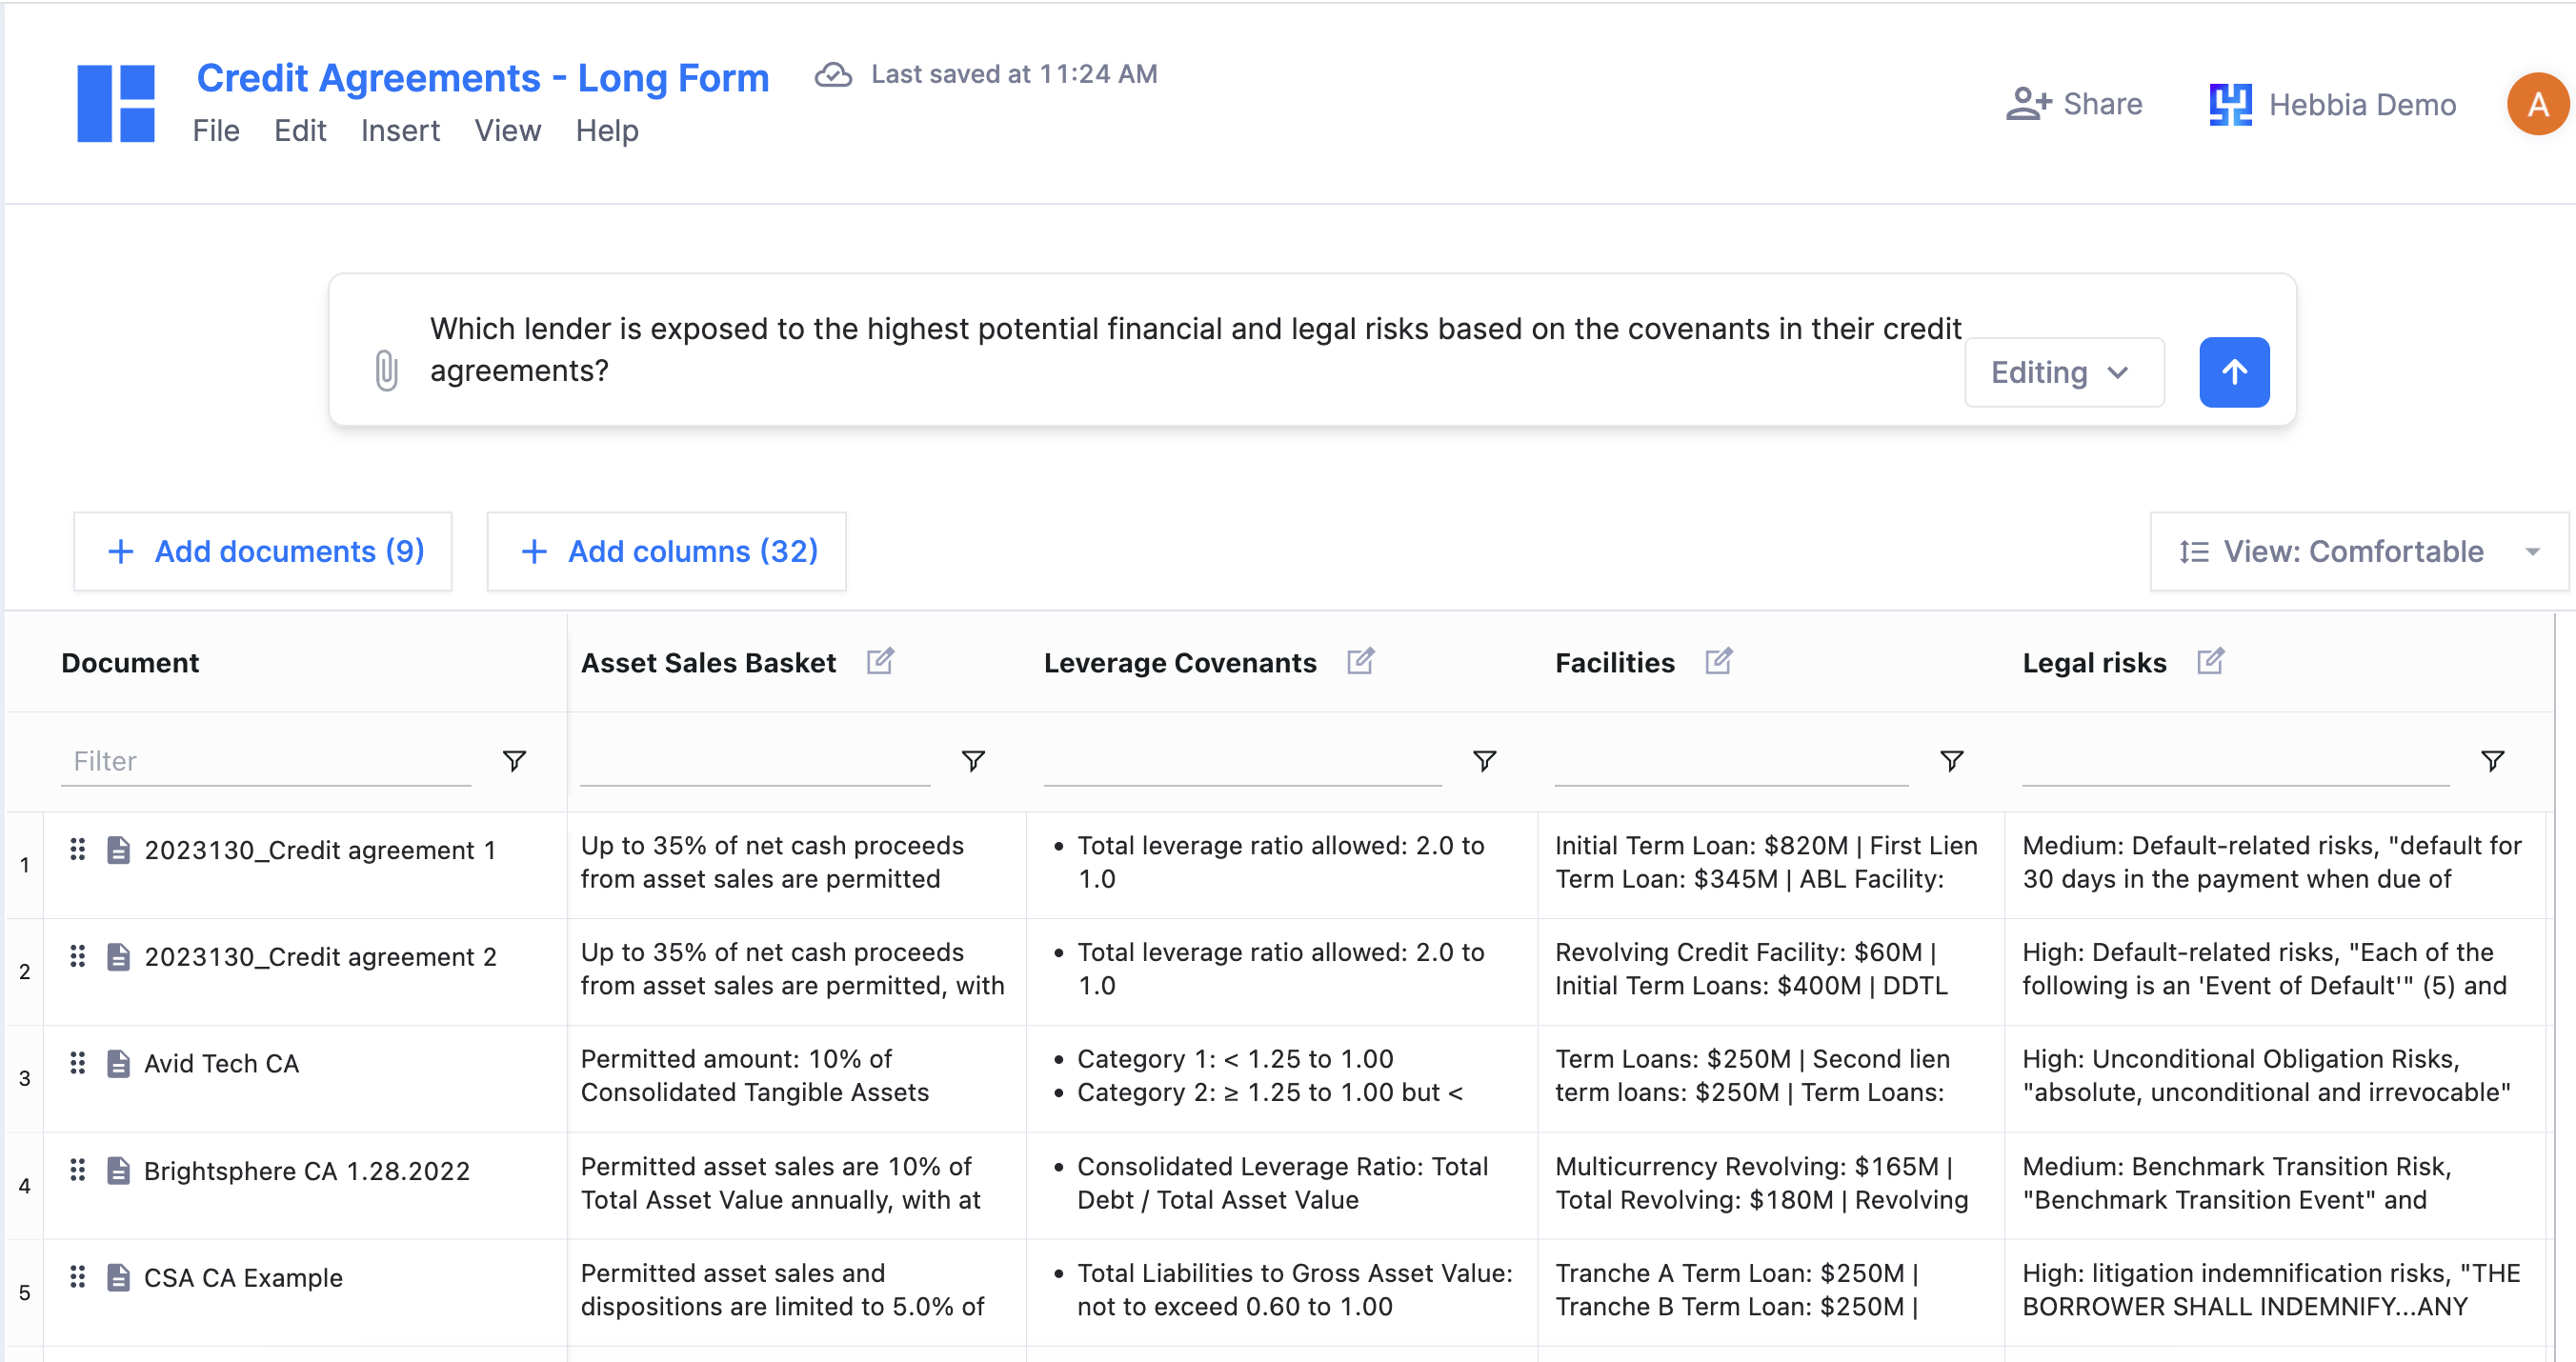 Credit Agreements - Long Form
Last saved at 11:24 AM
File Edit Insert View Help
Share
Hebbia Demo
A
Which lender is exposed to the highest potential financial and legal risks based on the covenants in their credit
agreements?
Editing
+ Add documents (9)
+ Add columns (32)
View: Comfortable
Document
Asset Sales Basket
Leverage Covenants
Facilities
Legal risks
Filter
1
2023130_Credit agreement 1
Up to 35% of net cash proceeds
from asset sales are permitted
• Total leverage ratio allowed: 2.0 to
1.0
Initial Term Loan: $820M | First Lien
Term Loan: $345M | ABL Facility:
Medium: Default-related risks, "default for
30 days in the payment when due of
2
2023130_Credit agreement 2
Up to 35% of net cash proceeds
from asset sales are permitted, with
• Total leverage ratio allowed: 2.0 to
1.0
Revolving Credit Facility: $60M |
Initial Term Loans: $400M | DDTL
High: Default-related risks, "Each of the
following is an 'Event of Default'" (5) and
3
Avid Tech CA
Permitted amount: 10% of
Consolidated Tangible Assets
• Category 1: < 1.25 to 1.00
• Category 2: ≥ 1.25 to 1.00 but <
Term Loans: $250M | Second lien
term loans: $250M | Term Loans:
High: Unconditional Obligation Risks,
"absolute, unconditional and irrevocable"
4
Brightsphere CA 1.28.2022
Permitted asset sales are 10% of
Total Asset Value annually, with at
• Consolidated Leverage Ratio: Total
Debt / Total Asset Value
Multicurrency Revolving: $165M |
Total Revolving: $180M | Revolving
Medium: Benchmark Transition Risk,
"Benchmark Transition Event" and
5
CSA CA Example
Permitted asset sales and
dispositions are limited to 5.0% of
• Total Liabilities to Gross Asset Value:
not to exceed 0.60 to 1.00
Tranche A Term Loan: $250M |
Tranche B Term Loan: $250M |
High: litigation indemnification risks, "THE
BORROWER SHALL INDEMNIFY...ANY